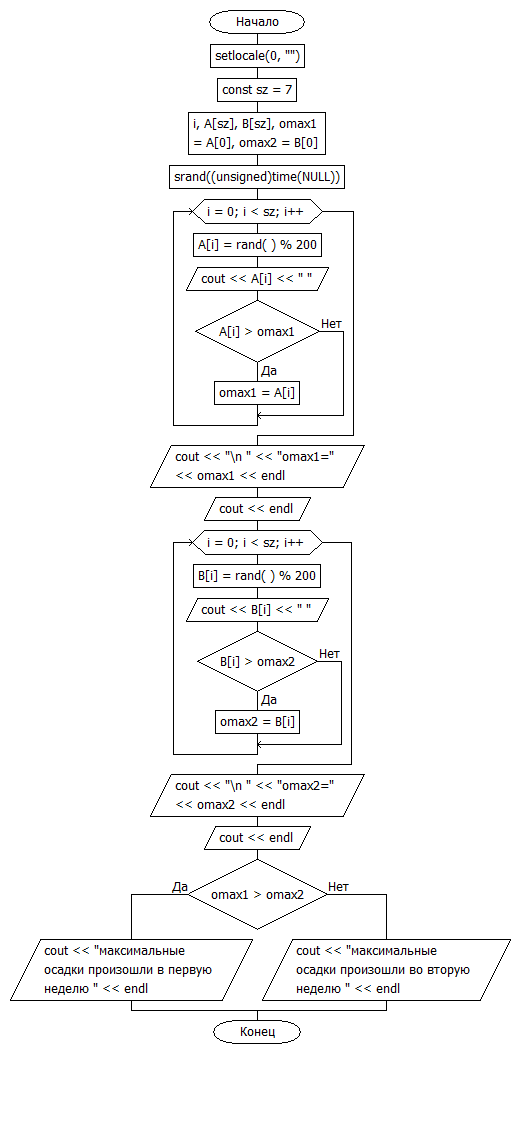 Начало
setlocale(0, "")
const sz = 7
i, A[sz], B[sz], omax1
= A[0], omax2 = B[0]
srand((unsigned)time(NULL))
i = 0; i < sz; i++
A[i] = rand( ) % 200
cout << A[i] << " "
A[i] > omax1
Нет
Да
omax1 = A[i]
cout << "\n " << "omax1="
<< omax1 << endl
cout << endl
i = 0; i < sz; i++
B[i] = rand( ) % 200
cout << B[i] << " "
B[i] > omax2
Нет
Да
omax2 = B[i]
cout << "\n " << "omax2="
<< omax2 << endl
cout << endl
Да
omax1 > omax2
Нет
cout << "максимальные
осадки произошли в первую
неделю " << endl
cout << "максимальные
осадки произошли во вторую
неделю " << endl
Конец